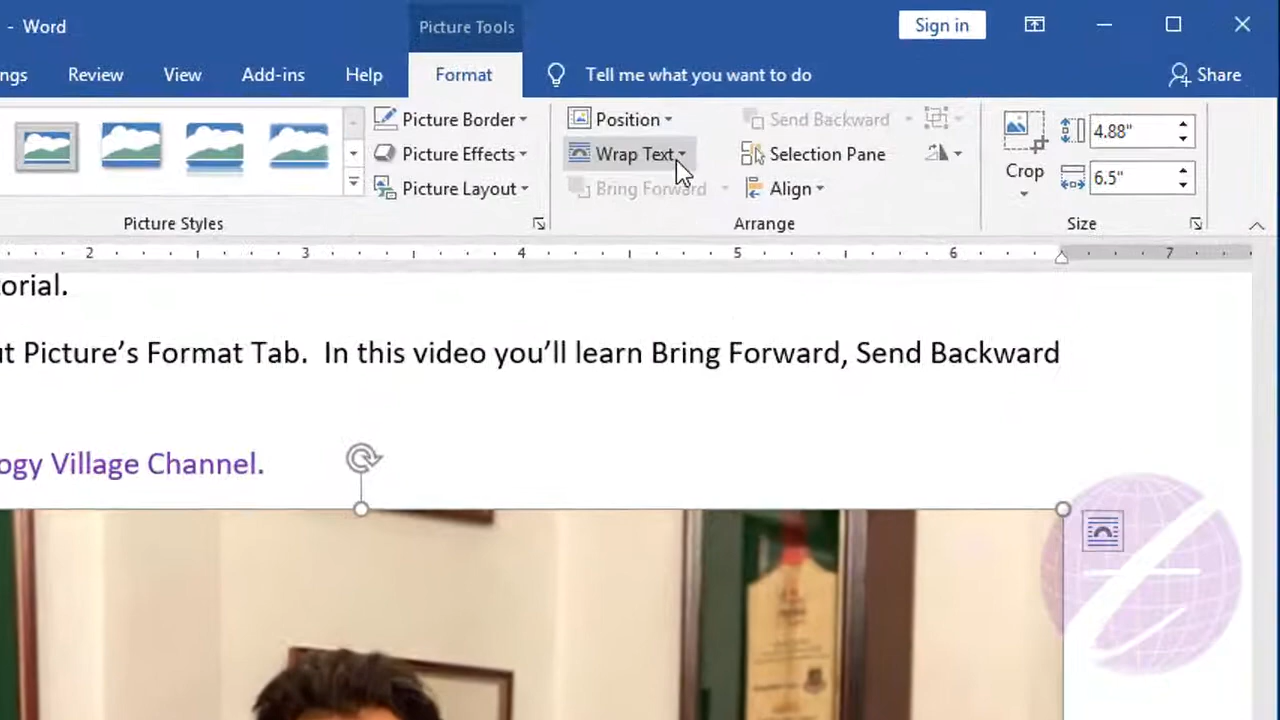 - Word
Picture Tools
Sign in
ngs
Review
View
Add-ins
Help
Format
Tell me what you want to do
Share
Picture Border
Picture Effects
Picture Layout
Position
Wrap Text
Bring Forward
Send Backward
Selection Pane
Align
Crop
4.88"
6.5"
Picture Styles
Arrange
Size
2 3 4 5 6 7
orial.
ut Picture’s Format Tab. In this video you’ll learn Bring Forward, Send Backward
ogy Village Channel.